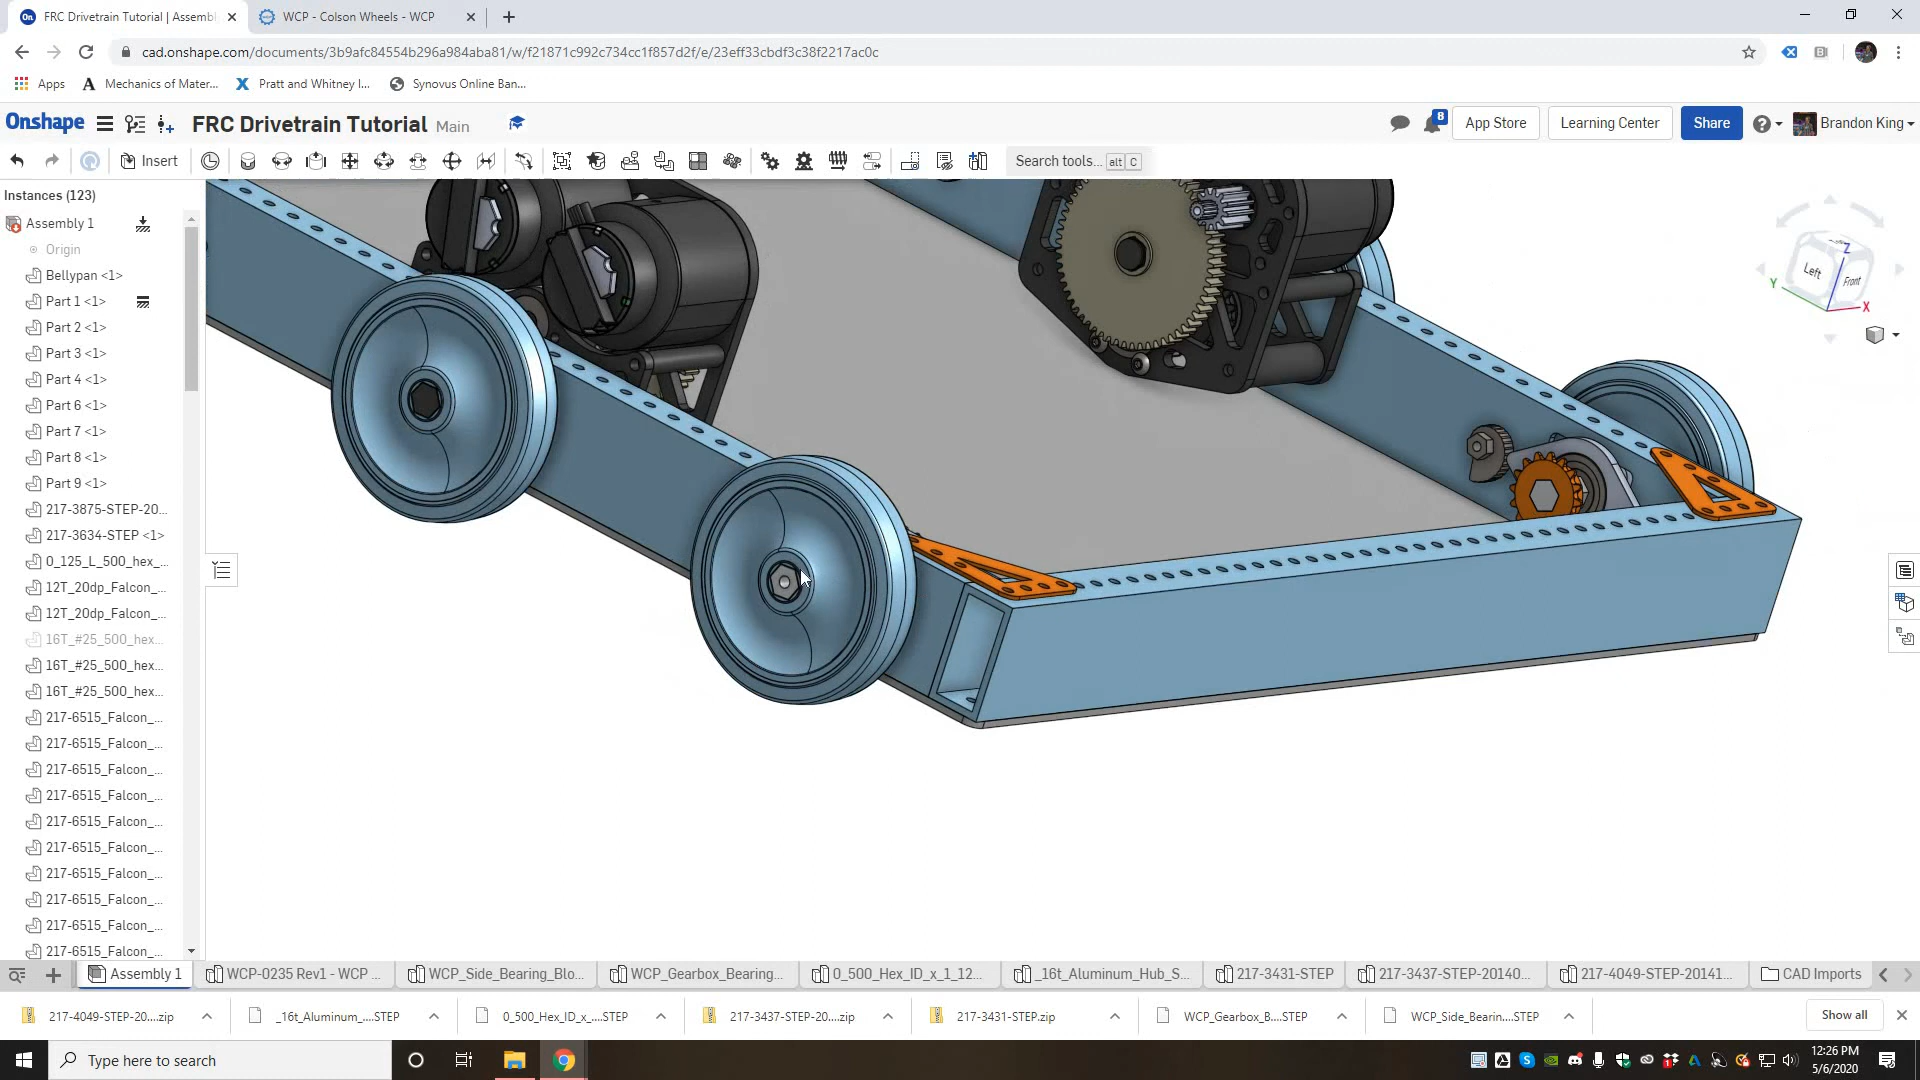 FRC Drivetrain Tutorial | Assembl
WCP - Colson Wheels - WCP
cad.onshape.com/documents/3b9afc84554b296a984aba81/w/f21871c992c734cc1f857d2f/e/23eff33cbdf3c38f2217ac0c
Apps
Mechanics of Mater...
Pratt and Whitney I...
Synovus Online Ban...
Onshape
FRC Drivetrain Tutorial Main
8
App Store
Learning Center
Share
Brandon King
Insert
Search tools... alt C
Instances (123)
Assembly 1
Origin
Bellypan <1>
Part 1 <1>
Part 2 <1>
Part 3 <1>
Part 4 <1>
Part 6 <1>
Part 7 <1>
Part 8 <1>
Part 9 <1>
217-3875-STEP-20...
217-3634-STEP <1>
0_125_L_500_hex_...
12T_20dp_Falcon_...
12T_20dp_Falcon_...
16T_#25_500_hex...
16T_#25_500_hex...
16T_#25_500_hex...
217-6515_Falcon_...
217-6515_Falcon_...
217-6515_Falcon_...
217-6515_Falcon_...
217-6515_Falcon_...
217-6515_Falcon_...
217-6515_Falcon_...
217-6515_Falcon_...
217-6515_Falcon_...
217-6515_Falcon_...
Z
Left
Front
Y
X
Assembly 1
WCP-0235 Rev1 - WCP ...
WCP_Side_Bearing_Blo...
WCP_Gearbox_Bearing...
0_500_Hex_ID_x_1_12...
_16t_Aluminum_Hub_S...
217-3431-STEP
217-3437-STEP-20140...
217-4049-STEP-20141...
CAD Imports
217-4049-STEP-20....zip
_16t_Aluminum_....STEP
0_500_Hex_ID_x_....STEP
217-3437-STEP-20....zip
217-3431-STEP.zip
WCP_Gearbox_B....STEP
WCP_Side_Bearin....STEP
Show all
Type here to search
12:26 PM
5/6/2020